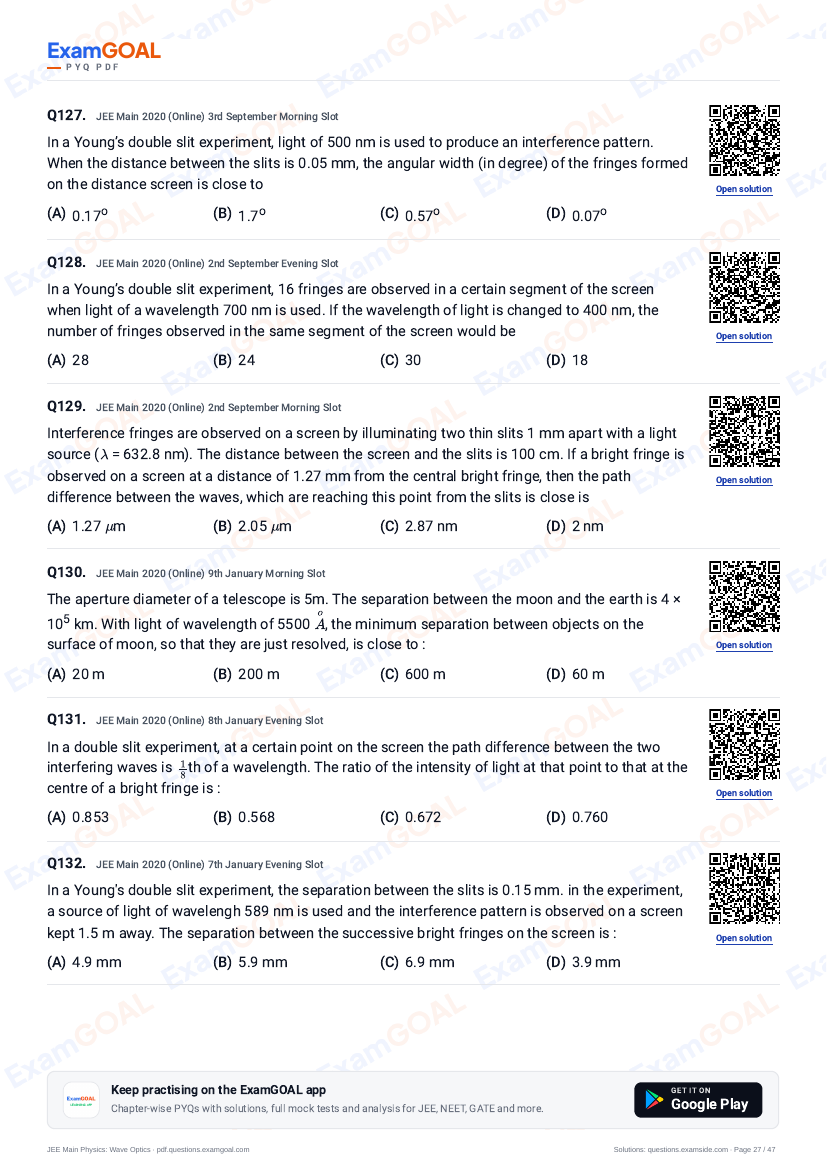 ExamGOAL
PYQ PDF
Q127. JEE Main 2020 (Online) 3rd September Morning Slot
In a Young's double slit experiment, light of 500 nm is used to produce an interference pattern.
When the distance between the slits is 0.05 mm, the angular width (in degree) of the fringes formed
on the distance screen is close to
(A) 0.17° (B) 1.7° (C) 0.57° (D) 0.07°
Open solution
Q128. JEE Main 2020 (Online) 2nd September Evening Slot
In a Young's double slit experiment, 16 fringes are observed in a certain segment of the screen
when light of a wavelength 700 nm is used. If the wavelength of light is changed to 400 nm, the
number of fringes observed in the same segment of the screen would be
(A) 28 (B) 24 (C) 30 (D) 18
Open solution
Q129. JEE Main 2020 (Online) 2nd September Morning Slot
Interference fringes are observed on a screen by illuminating two thin slits 1 mm apart with a light
source (λ = 632.8 nm). The distance between the screen and the slits is 100 cm. If a bright fringe is
observed on a screen at a distance of 1.27 mm from the central bright fringe, then the path
difference between the waves, which are reaching this point from the slits is close is
(A) 1.27 μm (B) 2.05 μm (C) 2.87 nm (D) 2 nm
Open solution
Q130. JEE Main 2020 (Online) 9th January Morning Slot
The aperture diameter of a telescope is 5m. The separation between the moon and the earth is 4 ×
10⁵ km. With light of wavelength of 5500 Å, the minimum separation between objects on the
surface of moon, so that they are just resolved, is close to :
(A) 20 m (B) 200 m (C) 600 m (D) 60 m
Open solution
Q131. JEE Main 2020 (Online) 8th January Evening Slot
In a double slit experiment, at a certain point on the screen the path difference between the two
interfering waves is 1/8th of a wavelength. The ratio of the intensity of light at that point to that at the
centre of a bright fringe is :
(A) 0.853 (B) 0.568 (C) 0.672 (D) 0.760
Open solution
Q132. JEE Main 2020 (Online) 7th January Evening Slot
In a Young's double slit experiment, the separation between the slits is 0.15 mm. in the experiment,
a source of light of wavelengh 589 nm is used and the interference pattern is observed on a screen
kept 1.5 m away. The separation between the successive bright fringes on the screen is :
(A) 4.9 mm (B) 5.9 mm (C) 6.9 mm (D) 3.9 mm
Open solution
ExamGOAL
Keep practising on the ExamGOAL app
Chapter-wise PYQs with solutions, full mock tests and analysis for JEE, NEET, GATE and more.
GET IT ON
Google Play
JEE Main Physics: Wave Optics · pdf.questions.examgoal.com
Solutions: questions.examside.com · Page 27 / 47